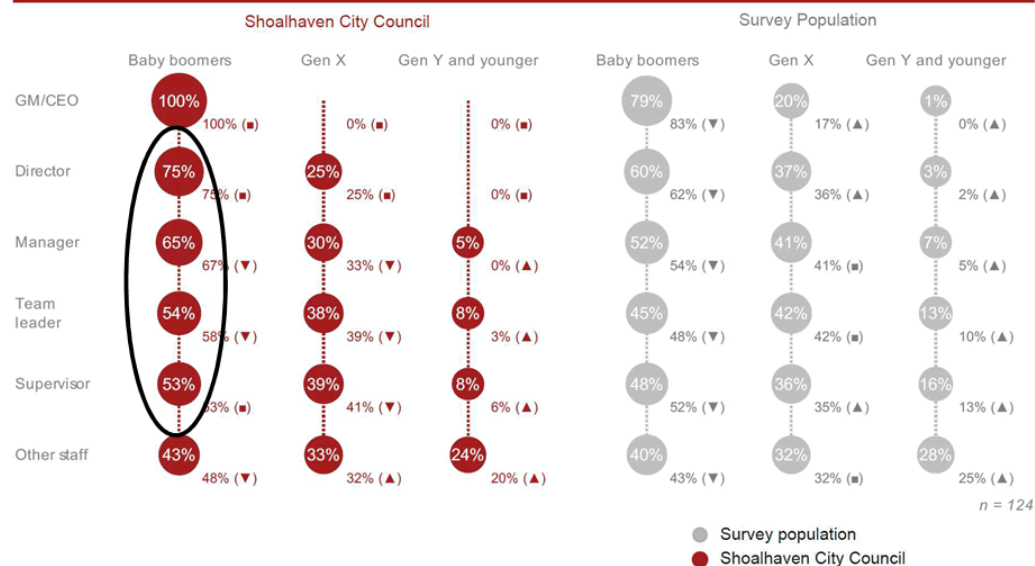 Shoalhaven City Council Survey Population
Baby boomers Gen X Gen Y and younger Baby boomers Gen X Gen Y and younger
GM/CEO 100% 79% 20% 1%
100% (■) 0% (■) 0% (■) 83% (▼) 17% (▲) 0% (▲)
Director 75% 25% 60% 37% 3%
75% (■) 25% (■) 0% (■) 62% (▼) 36% (▲) 2% (▲)
Manager 65% 30% 5% 52% 41% 7%
67% (▼) 33% (▼) 0% (▲) 54% (▼) 41% (■) 5% (▲)
Team
leader 54% 38% 8% 45% 42% 13%
58% (▼) 39% (▼) 3% (▲) 48% (▼) 42% (■) 10% (▲)
Supervisor 53% 39% 8% 48% 36% 16%
53% (■) 41% (▼) 6% (▲) 52% (▼) 35% (▲) 13% (▲)
Other staff 43% 33% 24% 40% 32% 28%
48% (▼) 32% (▲) 20% (▲) 43% (▼) 32% (■) 25% (▲)
n = 124
Survey population
Shoalhaven City Council